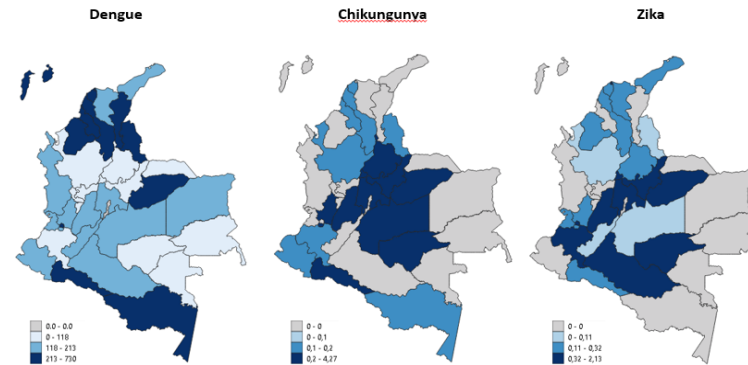 Dengue
Chikungunya
Zika
0.0 - 0.0
0 - 118
118 - 213
213 - 730
0 - 0
0 - 0,1
0,1 - 0,2
0,2 - 4,27
0 - 0
0 - 0,11
0,11 - 0,32
0,32 - 2,13